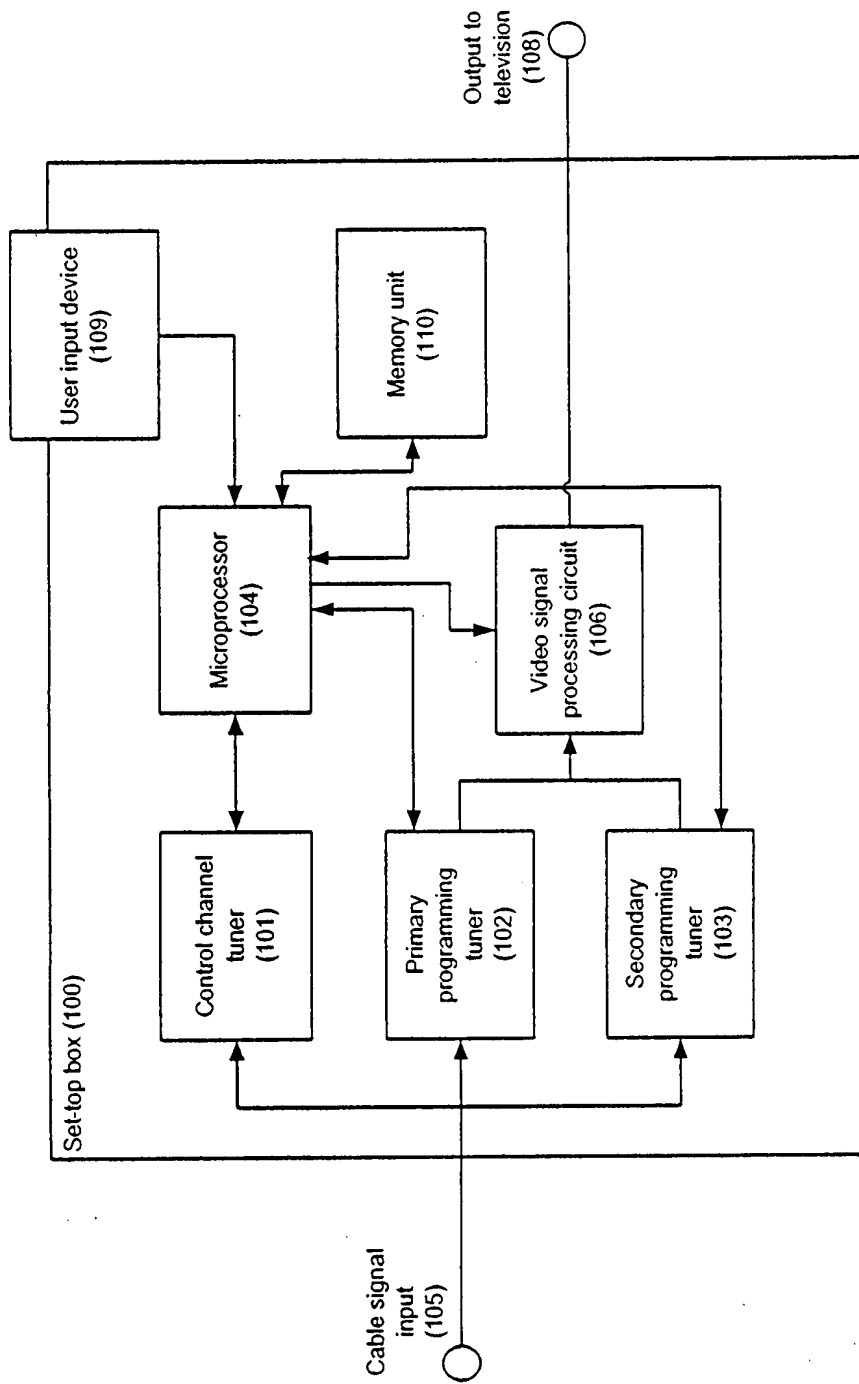 Set-top box (100)
User input device
(109)
Control channel
tuner
(101)
Microprocessor
(104)
Memory unit
(110)
Cable signal
input
(105)
Primary
programming
tuner
(102)
Video signal
processing circuit
(106)
Output to
television
(108)
Secondary
programming
tuner
(103)